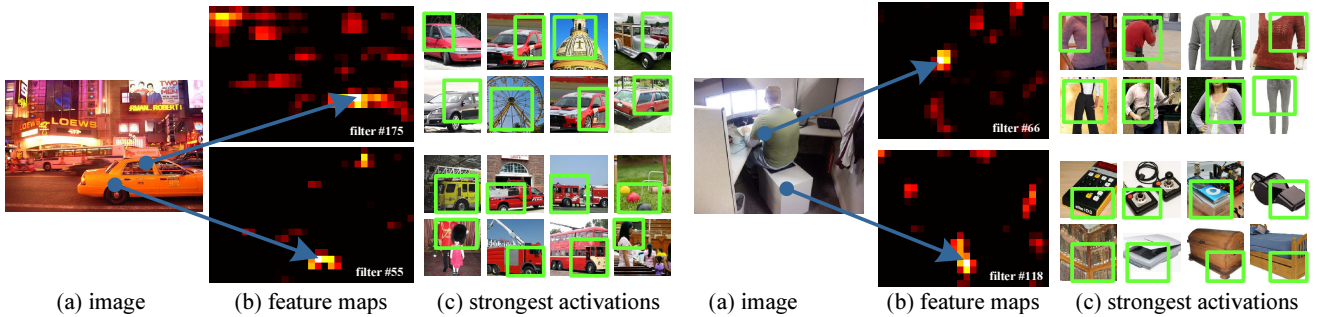 LOEWS
filter #175
filter #55
(a) image
(b) feature maps
(c) strongest activations
filter #66
filter #118
(a) image
(b) feature maps
(c) strongest activations